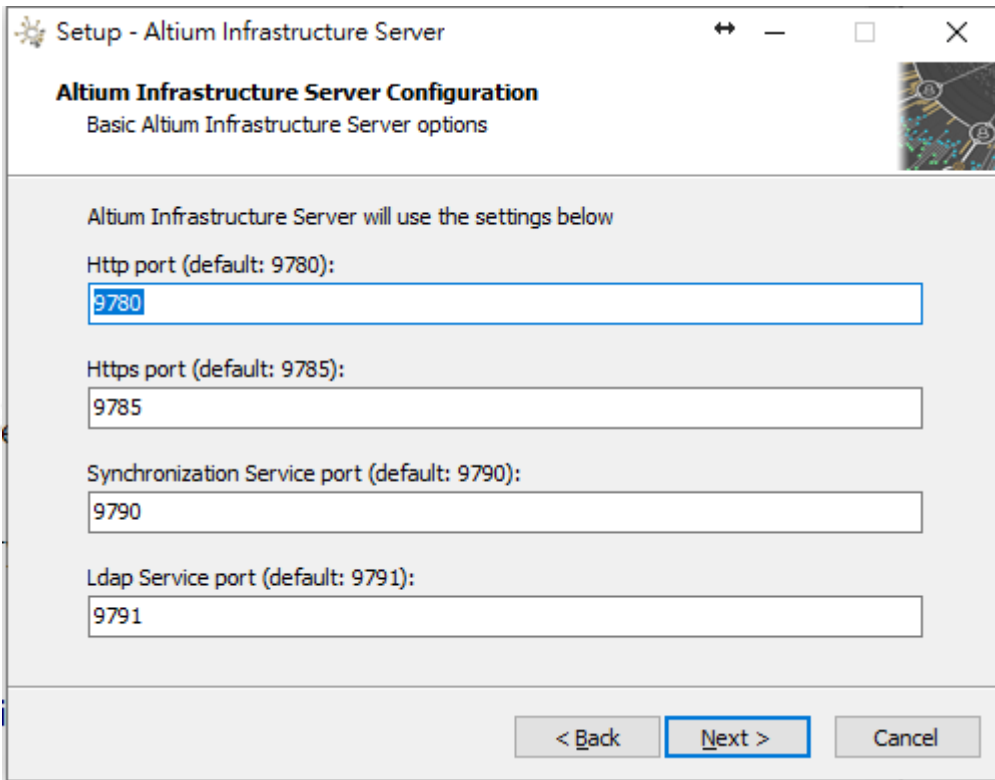 Setup - Altium Infrastructure Server
Altium Infrastructure Server Configuration
Basic Altium Infrastructure Server options
Altium Infrastructure Server will use the settings below
Http port (default: 9780):
9780
Https port (default: 9785):
9785
Synchronization Service port (default: 9790):
9790
Ldap Service port (default: 9791):
9791
< Back Next > Cancel